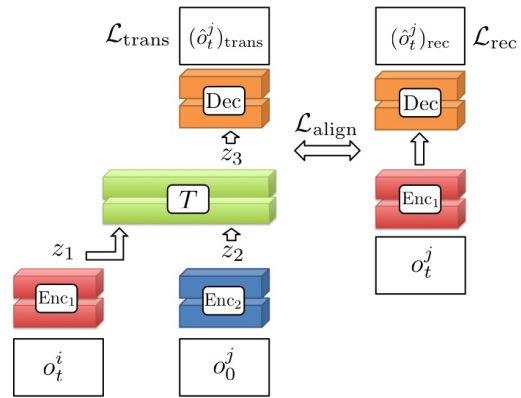 ℒ_trans (ô_t^j)_trans (ô_t^j)_rec ℒ_rec
Dec ℒ_align Dec
z_3
T Enc_1
z_1 z_2 o_t^j
Enc_1 Enc_2
o_t^i o_0^j